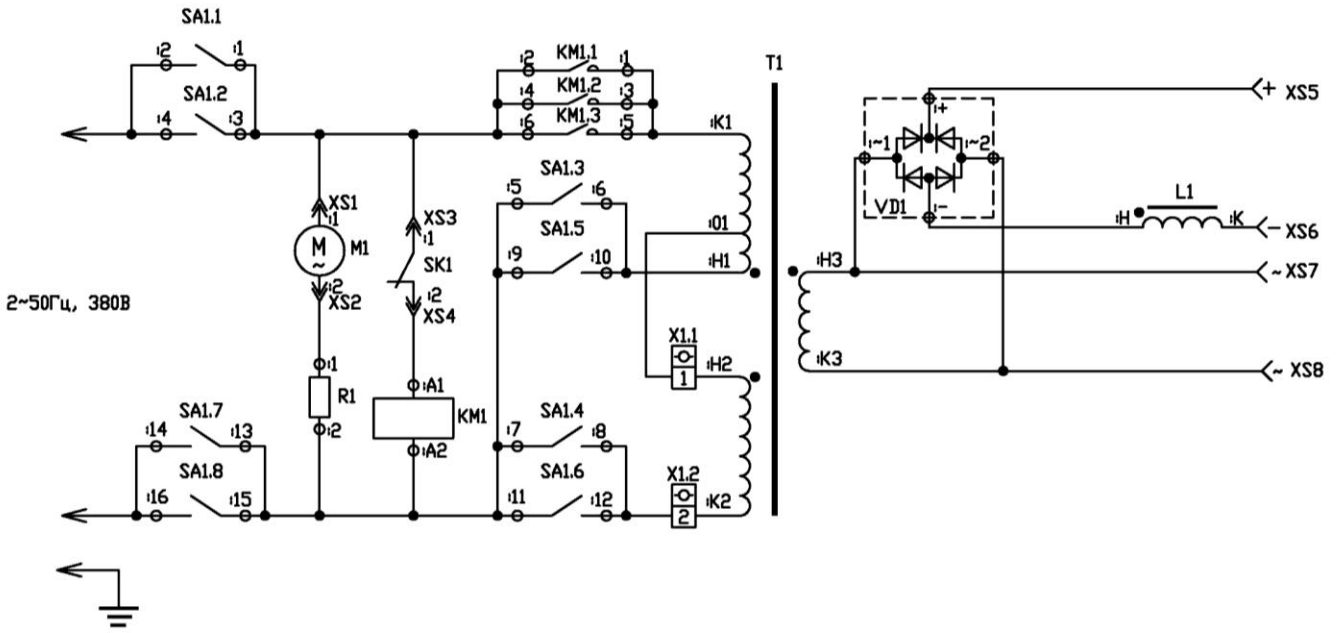 SA1.1
:2 :1
SA1.2
:4 :3
KM1.1
:2 :1
KM1.2
:4 :3
KM1.3
:6 :5
T1
:K1
:+
+ XS5
:~1 :~2
VD1
:-
L1
:Н :К
- XS6
SA1.3
:5 :6
SA1.5
:9 :10
:01
:Н1
:Н3
~ XS7
XS1
:1
M
~
M1
:2
XS2
XS3
:1
SK1
:2
XS4
2~50Гц, 380В
X1.1
1
:Н2
:K3
~ XS8
:1
R1
:2
:A1
KM1
:A2
SA1.7
:14 :13
SA1.8
:16 :15
SA1.4
:7 :8
SA1.6
:11 :12
X1.2
2
:K2